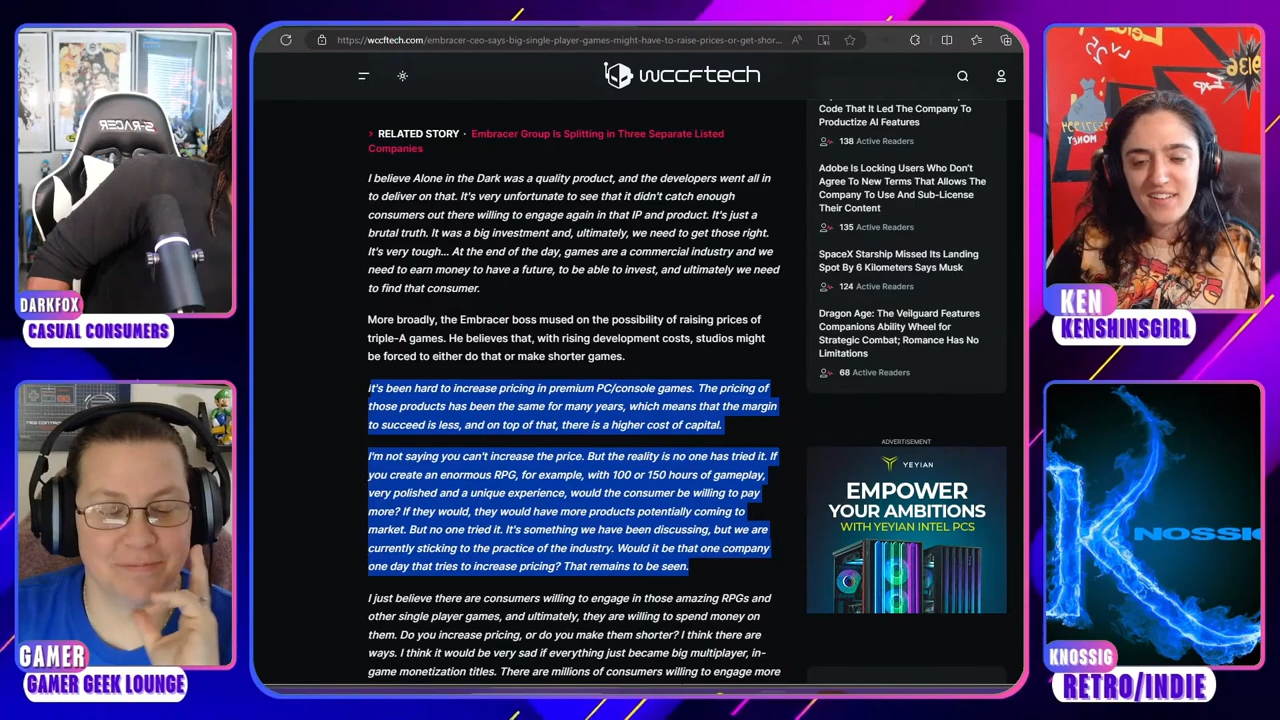 https://wccftech.com/embracer-ceo-says-big-single-player-games-might-have-to-raise-prices-or-get-shor...
wccftech
RELATED STORY · Embracer Group Is Splitting in Three Separate Listed
Companies
I believe Alone in the Dark was a quality product, and the developers went all in
to deliver on that. It's very unfortunate to see that it didn't catch enough
consumers out there willing to engage again in that IP and product. It's just a
brutal truth. It was a big investment and, ultimately, we need to get those right.
It's very tough... At the end of the day, games are a commercial industry and we
need to earn money to have a future, to be able to invest, and ultimately we need
to find that consumer.
More broadly, the Embracer boss mused on the possibility of raising prices of
triple-A games. He believes that, with rising development costs, studios might
be forced to either do that or make shorter games.
It's been hard to increase pricing in premium PC/console games. The pricing of
those products has been the same for many years, which means that the margin
to succeed is less, and on top of that, there is a higher cost of capital.
I'm not saying you can't increase the price. But the reality is no one has tried it. If
you create an enormous RPG, for example, with 100 or 150 hours of gameplay,
very polished and a unique experience, would the consumer be willing to pay
more? If they would, they would have more products potentially coming to
market. But no one tried it. It's something we have been discussing, but we are
currently sticking to the practice of the industry. Would it be that one company
one day that tries to increase pricing? That remains to be seen.
I just believe there are consumers willing to engage in those amazing RPGs and
other single player games, and ultimately, they are willing to spend money on
them. Do you increase pricing, or do you make them shorter? I think there are
ways. I think it would be very sad if everything just became big multiplayer, in-
game monetization titles. There are millions of consumers willing to engage more
Code That It Led The Company To
Productize AI Features
138 Active Readers
Adobe Is Locking Users Who Don't
Agree To New Terms That Allows The
Company To Use And Sub-License
Their Content
135 Active Readers
SpaceX Starship Missed Its Landing
Spot By 6 Kilometers Says Musk
124 Active Readers
Dragon Age: The Veilguard Features
Companions Ability Wheel for
Strategic Combat; Romance Has No
Limitations
68 Active Readers
ADVERTISEMENT
YEYIAN
EMPOWER
YOUR AMBITIONS
WITH YEYIAN INTEL PCS
S-RACER
DARKFOX
CASUAL CONSUMERS
GAMER
GAMER GEEK LOUNGE
KEN
KENSHINSGIRL
NOSSIG
KNOSSIG
RETRO/INDIE